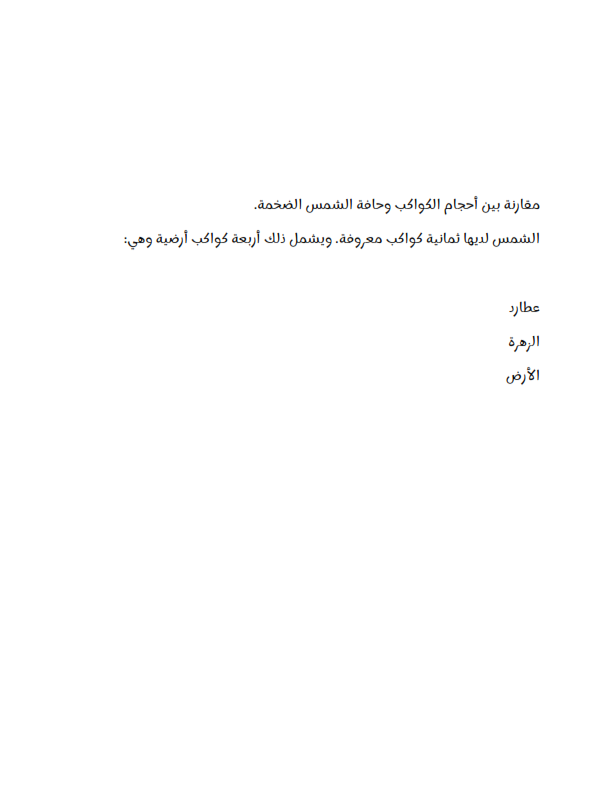 مقارنة بين أحجام الكواكب وحافة الشمس الضخمة.
الشمس لديها ثمانية كواكب معروفة. ويشمل ذلك أربعة كواكب أرضية وهي:
عطارد
الزهرة
الأرض